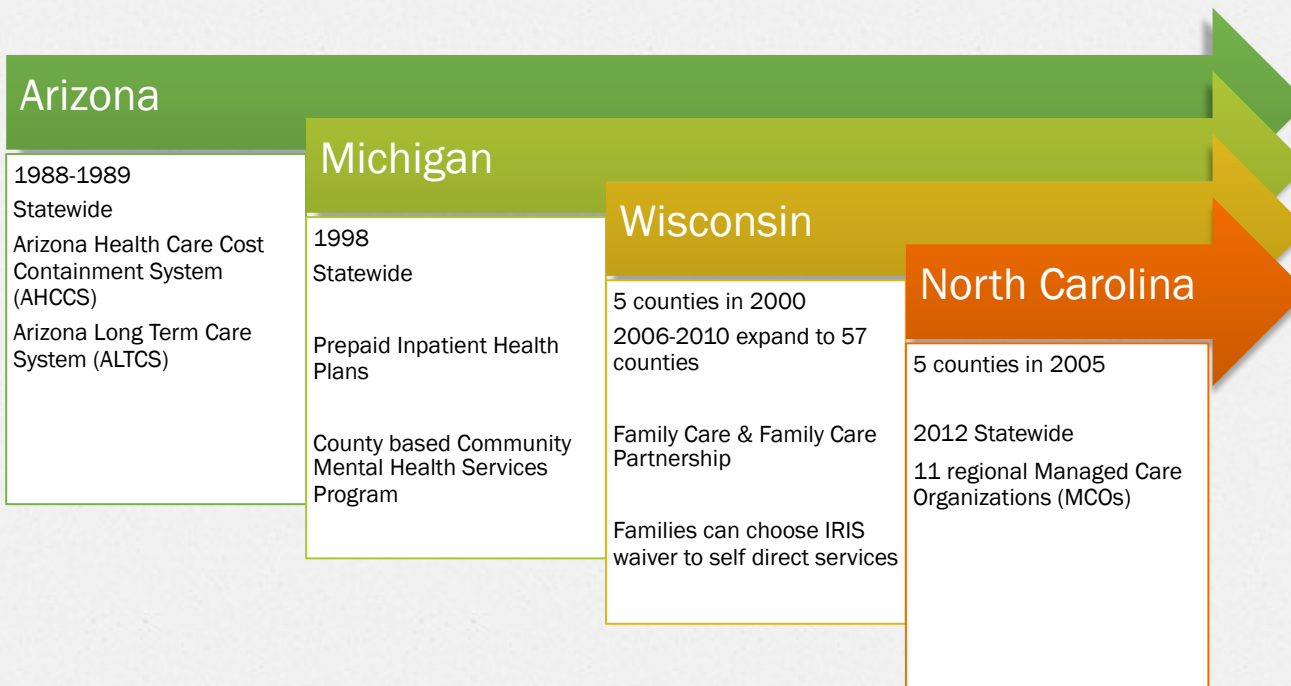 Arizona
1988-1989
Statewide
Arizona Health Care Cost
Containment System
(AHCCS)
Arizona Long Term Care
System (ALTCS)
Michigan
1998
Statewide
Prepaid Inpatient Health
Plans
County based Community
Mental Health Services
Program
Wisconsin
5 counties in 2000
2006-2010 expand to 57
counties
Family Care & Family Care
Partnership
Families can choose IRIS
waiver to self direct services
North Carolina
5 counties in 2005
2012 Statewide
11 regional Managed Care
Organizations (MCOs)